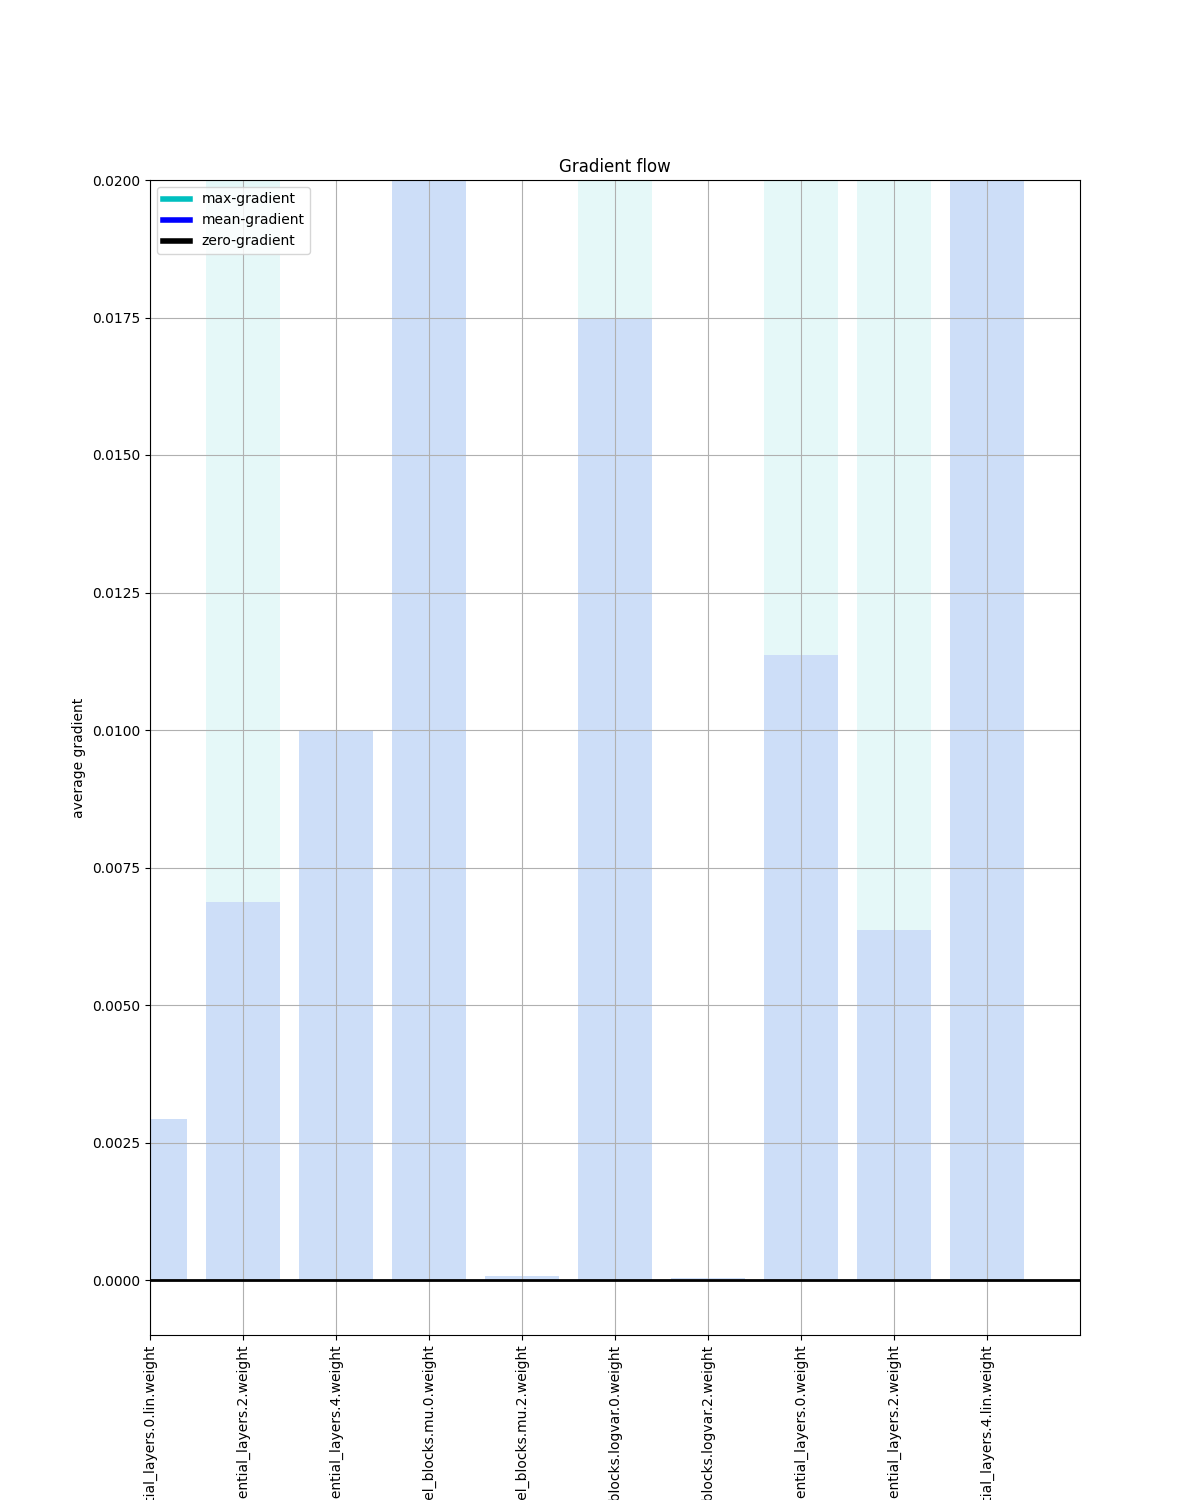 Gradient flow
max-gradient
mean-gradient
zero-gradient
0.0200
0.0175
0.0150
0.0125
0.0100
0.0075
0.0050
0.0025
0.0000
average gradient
tial_layers.0.lin.weight
ential_layers.2.weight
ential_layers.4.weight
el_blocks.mu.0.weight
el_blocks.mu.2.weight
blocks.logvar.0.weight
blocks.logvar.2.weight
ential_layers.0.weight
ential_layers.2.weight
tial_layers.4.lin.weight